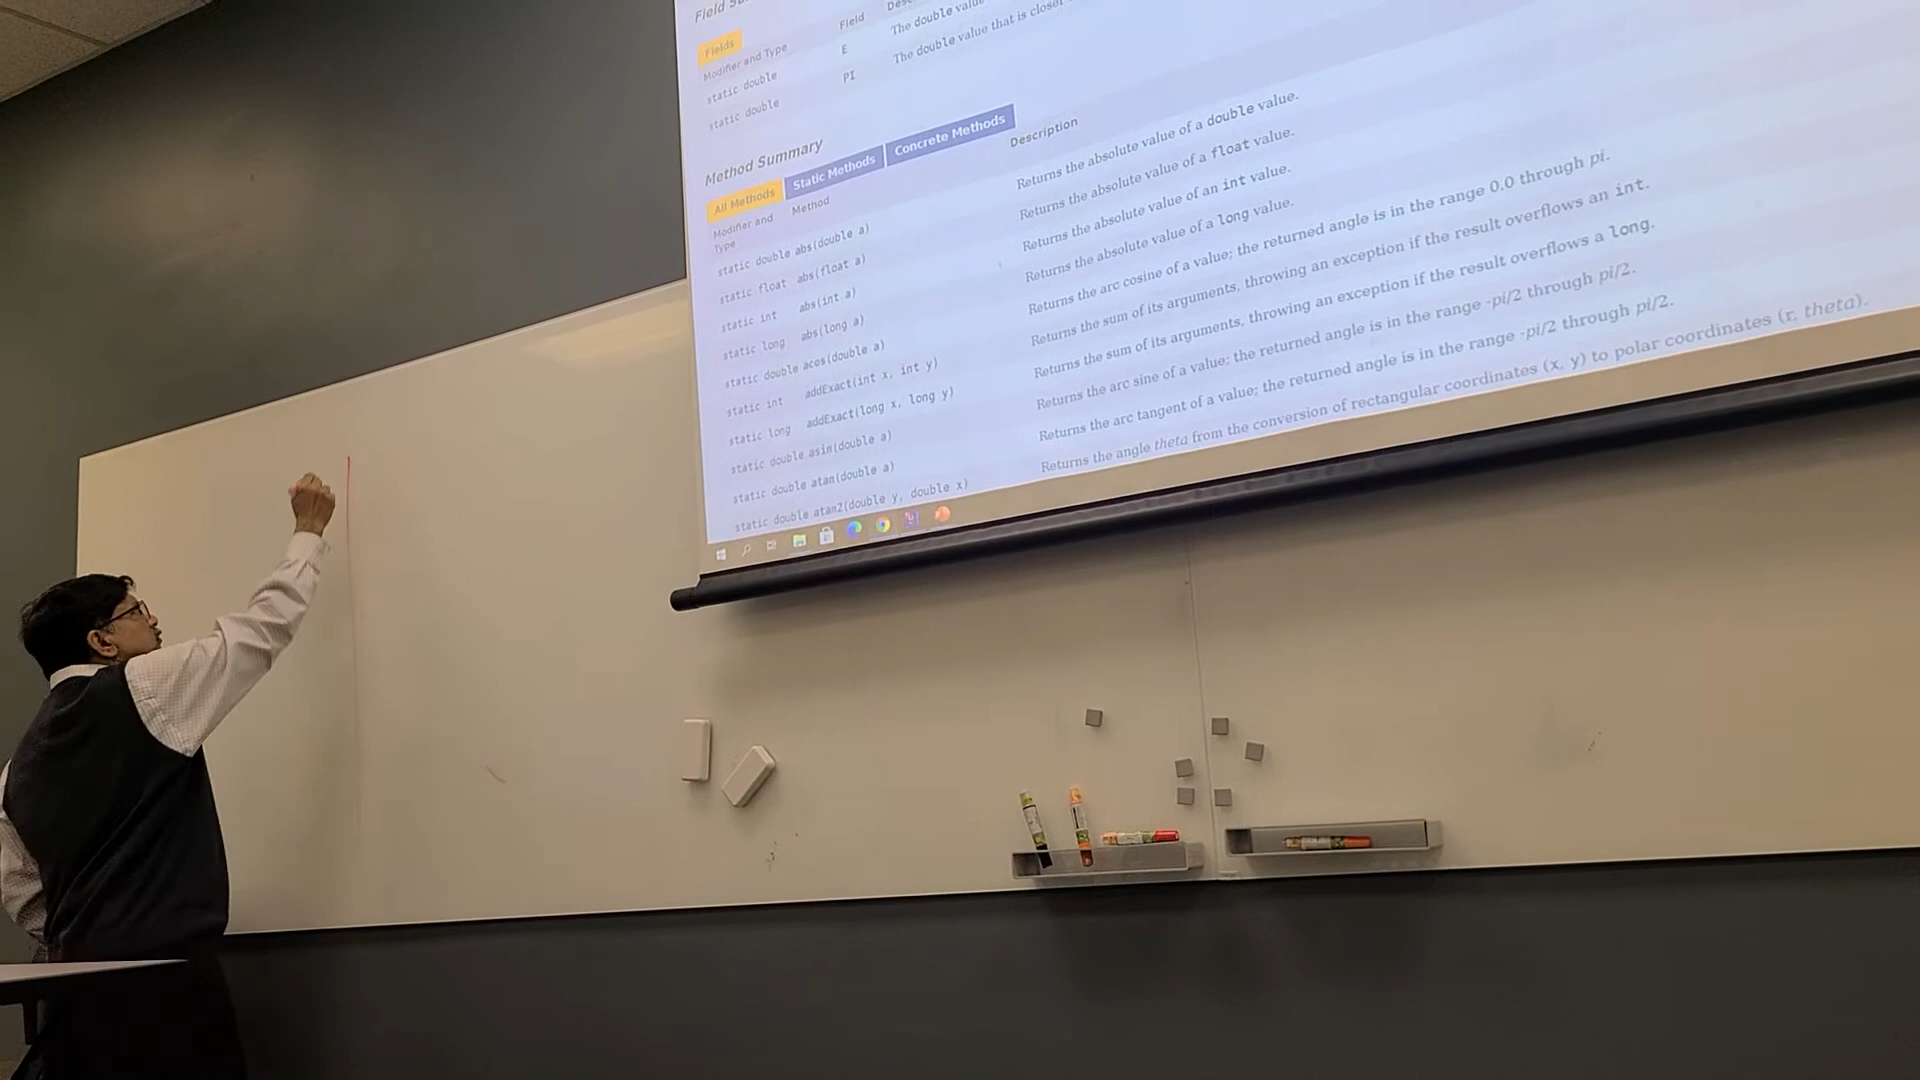 Field
Field
The double value
Fields
Modifier and Type
E
The double value that is closer
static double
PI
static double
Method Summary
All Methods Static Methods Concrete Methods
Modifier and Type Method Description
static double abs(double a) Returns the absolute value of a double value.
static float abs(float a) Returns the absolute value of a float value.
static int abs(int a) Returns the absolute value of an int value.
static long abs(long a) Returns the absolute value of a long value.
static double acos(double a) Returns the arc cosine of a value; the returned angle is in the range 0.0 through pi.
static int addExact(int x, int y) Returns the sum of its arguments, throwing an exception if the result overflows an int.
static long addExact(long x, long y) Returns the sum of its arguments, throwing an exception if the result overflows a long.
static double asin(double a) Returns the arc sine of a value; the returned angle is in the range -pi/2 through pi/2.
static double atan(double a) Returns the arc tangent of a value; the returned angle is in the range -pi/2 through pi/2.
static double atan2(double y, double x) Returns the angle theta from the conversion of rectangular coordinates (x, y) to polar coordinates (r, theta).